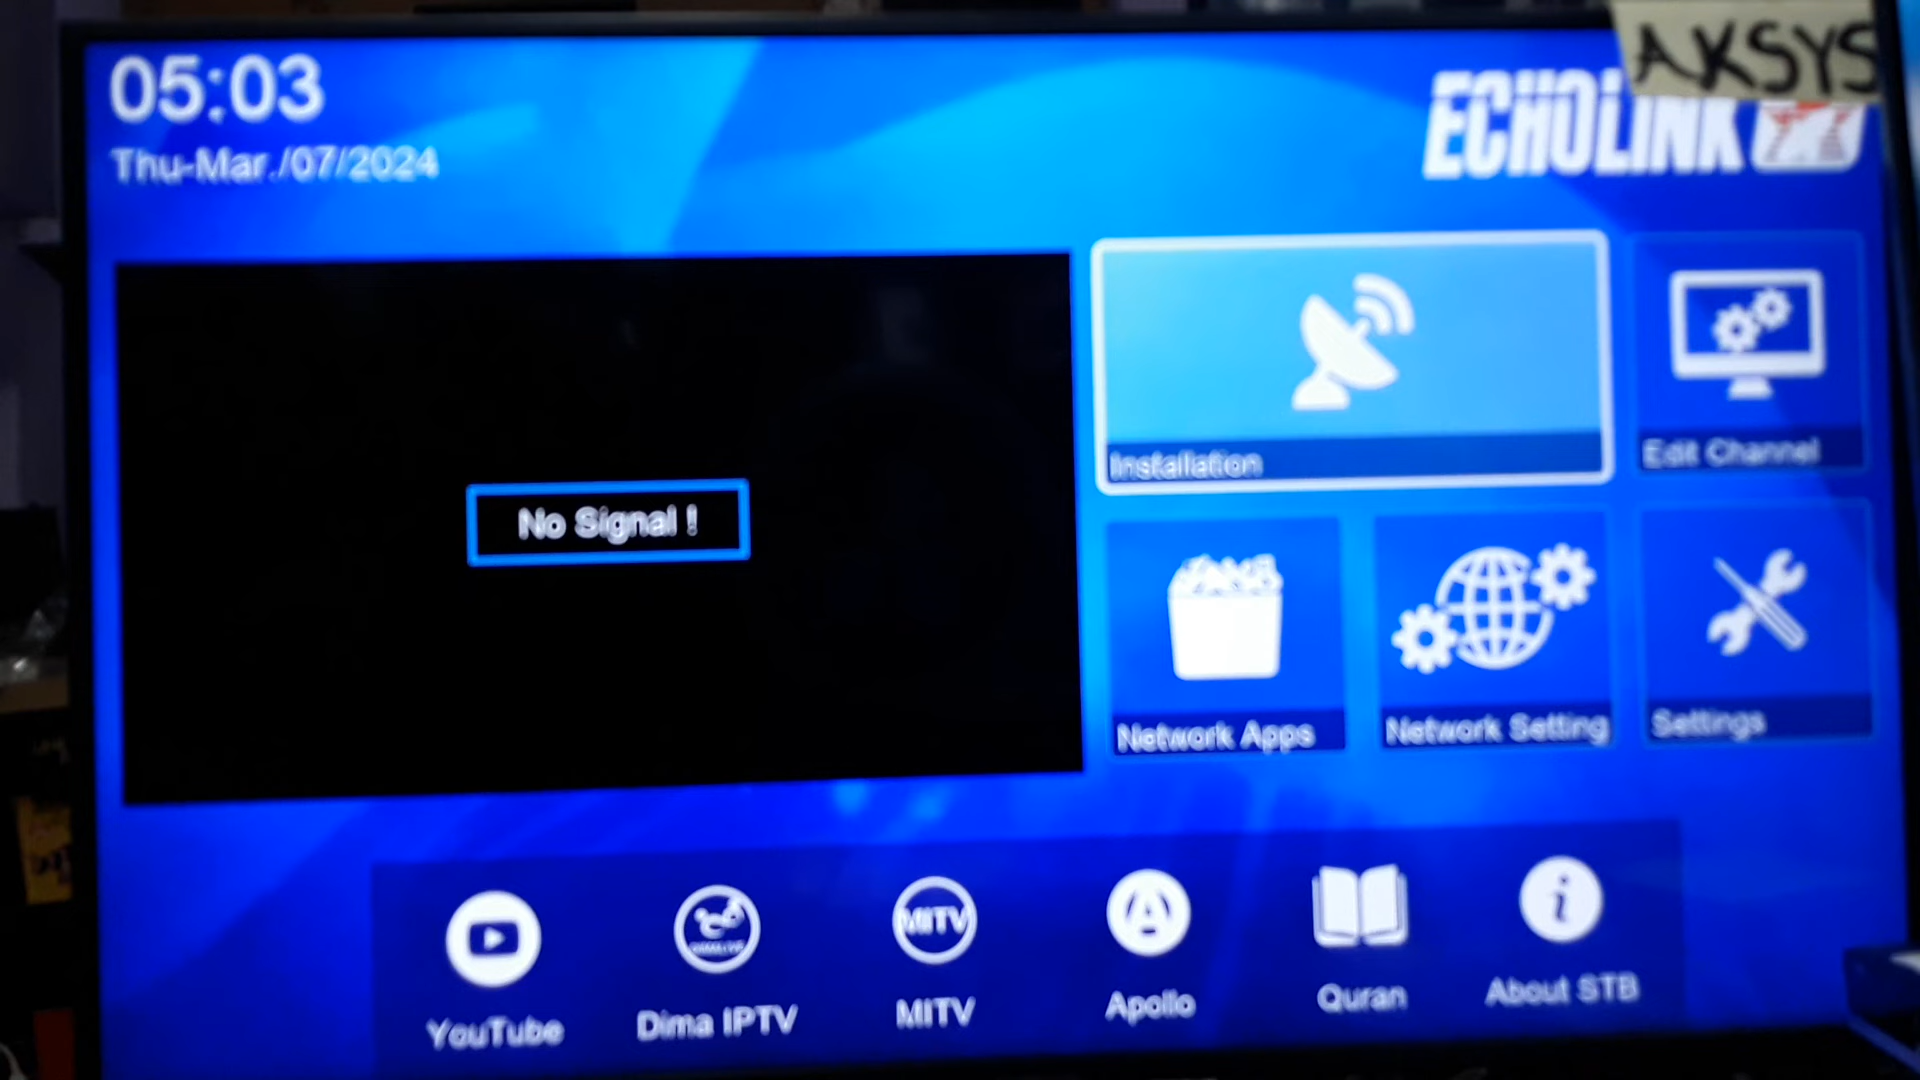 05:03
Thu-Mar./07/2024
AKSYS
ECHOLINK
No Signal !
Installation
Edit Channel
Network Apps
Network Setting
Settings
MITV
YouTube
Dima IPTV
MITV
Apollo
Quran
About STB